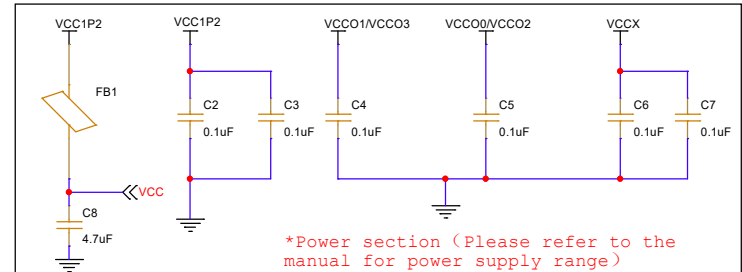 VCC1P2 VCC1P2 VCCO1/VCCO3 VCCO0/VCCO2 VCCX
FB1
C2 C3 C4 C5 C6 C7
0.1uF 0.1uF 0.1uF 0.1uF 0.1uF 0.1uF
VCC
C8
4.7uF
*Power section（Please refer to the
manual for power supply range）